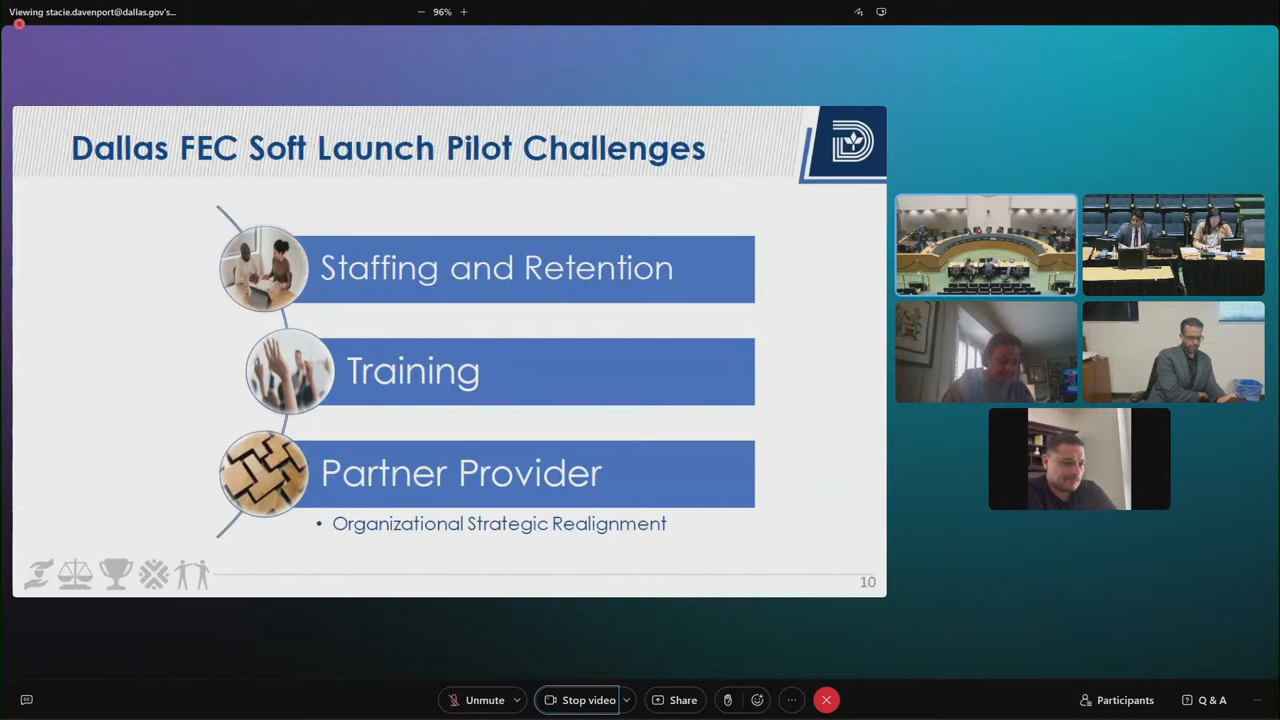 Viewing stacie.davenport@dallas.gov's...
96%
Dallas FEC Soft Launch Pilot Challenges
Staffing and Retention
Training
Partner Provider
• Organizational Strategic Realignment
10
Unmute
Stop video
Share
Participants
Q & A